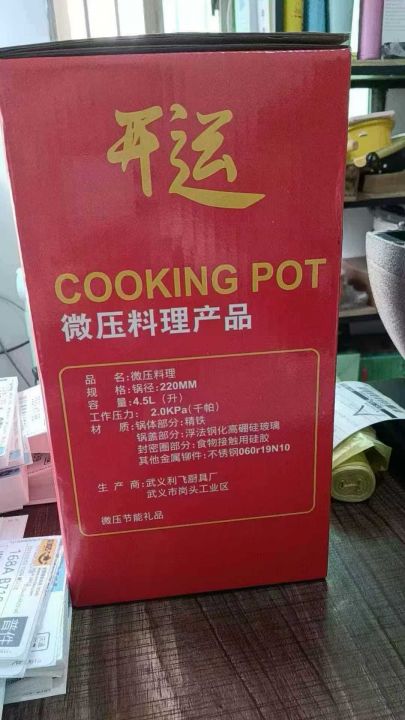 开运
COOKING POT
微压料理产品
品 名:微压料理
规 格:锅径:220MM
容 量:4.5L（升）
工作压力: 2.0KPa(千帕)
材 质:锅体部分:精铁
锅盖部分:浮法钢化高硼硅玻璃
封密圈部分:食物接触用硅胶
其他金属铆件:不锈钢060r19N10
生 产 商:武义利飞厨具厂
武义市岗头工业区
微压节能礼品